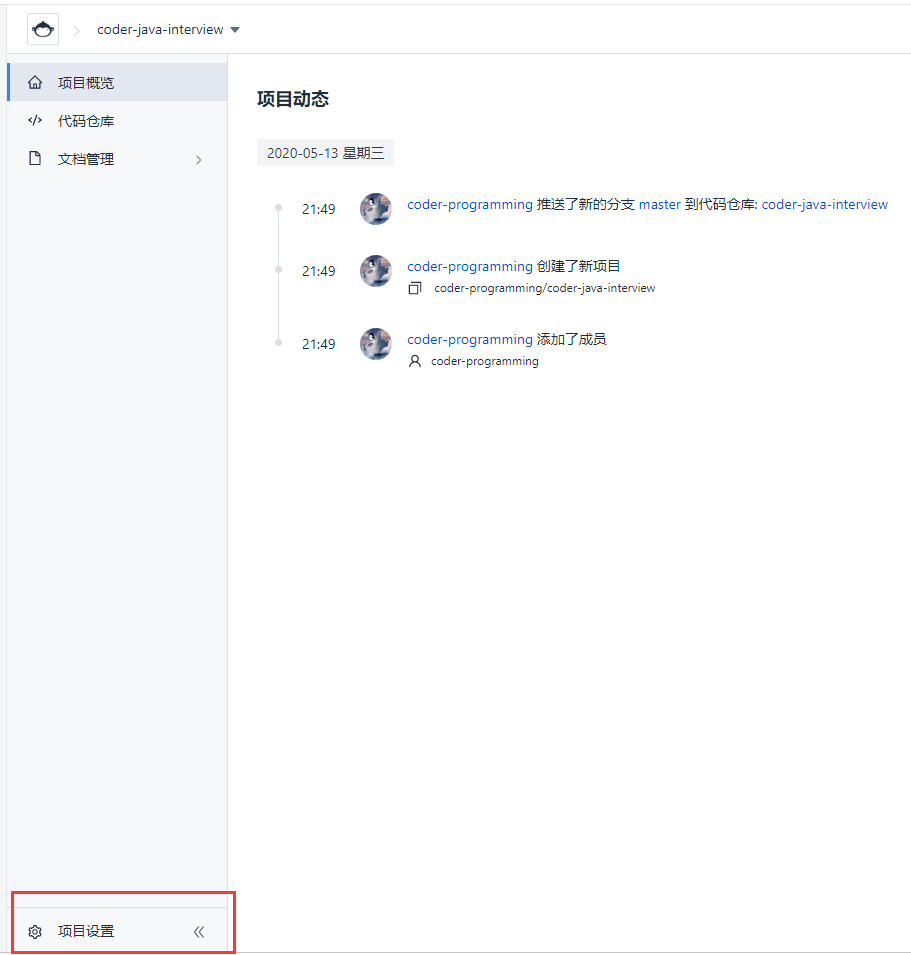 coder-java-interview
项目概览
代码仓库
文档管理
项目动态
2020-05-13 星期三
21:49 coder-programming 推送了新的分支 master 到代码仓库: coder-java-interview
21:49 coder-programming 创建了新项目
coder-programming/coder-java-interview
21:49 coder-programming 添加了成员
coder-programming
项目设置